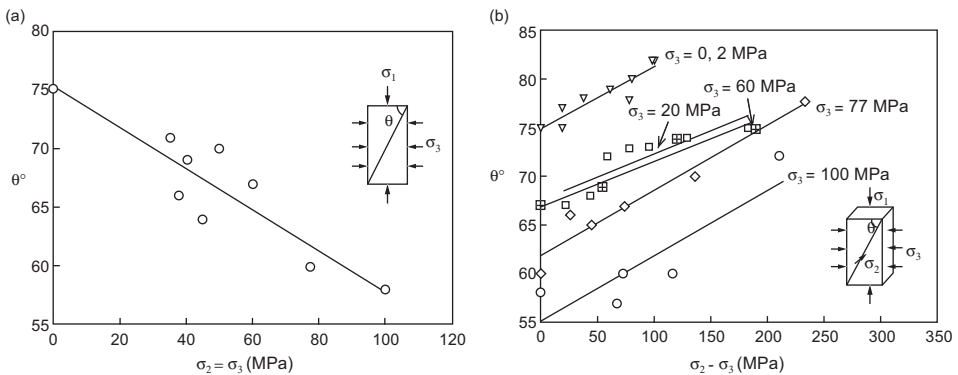 (a)
80
75
70
65
60
55
θ°
0 20 40 60 80 100 120
σ₂ = σ₃ (MPa)
σ₁
θ
σ₃
(b)
85
80
75
70
65
60
55
θ°
0 50 100 150 200 250 300 350
σ₂ - σ₃ (MPa)
σ₃ = 0, 2 MPa
σ₃ = 60 MPa
σ₃ = 20 MPa
σ₃ = 77 MPa
σ₃ = 100 MPa
σ₁
θ
σ₂
σ₃